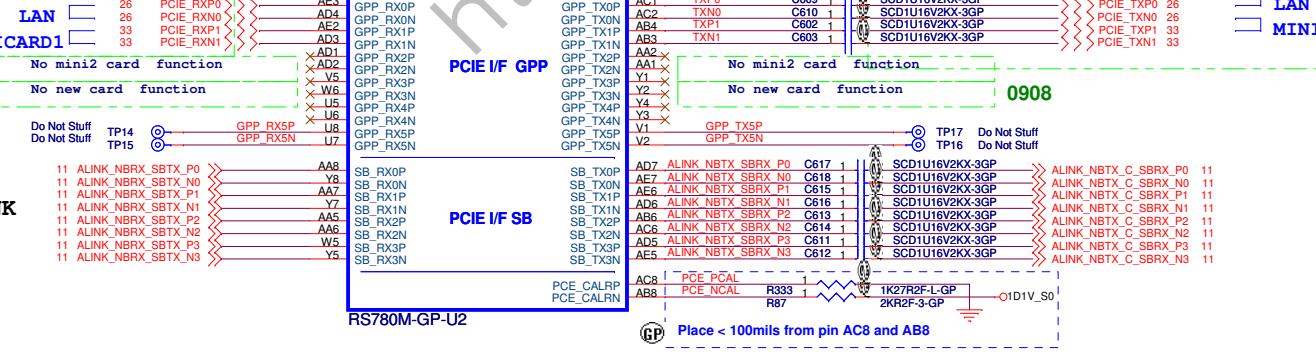 26 PCIE_RXP0 AE3 GPP_RX0P GPP_TX0P AC1 TXP0 C605 1 SCD1U16V2KX-3GP PCIE_TXP0 26 LAN
LAN 26 PCIE_RXN0 AD4 GPP_RX0N GPP_TX0N AC2 TXN0 C610 1 SCD1U16V2KX-3GP PCIE_TXN0 26
33 PCIE_RXP1 AE2 GPP_RX1P GPP_TX1P AB4 TXP1 C602 1 SCD1U16V2KX-3GP PCIE_TXP1 33 MINI
ICARD1 33 PCIE_RXN1 AD3 GPP_RX1N GPP_TX1N AB3 TXN1 C603 1 SCD1U16V2KX-3GP PCIE_TXN1 33
AD1 GPP_RX2P GPP_TX2P AA2
No mini2 card function AD2 GPP_RX2N PCIE I/F GPP GPP_TX2N AA1 No mini2 card function
V5 GPP_RX3P GPP_TX3P Y1
No new card function W6 GPP_RX3N GPP_TX3N Y2 No new card function 0908
U5 GPP_RX4P GPP_TX4P Y4
U6 GPP_RX4N GPP_TX4N Y3
Do Not Stuff TP14 GPP_RX5P U8 GPP_RX5P GPP_TX5P V1 GPP_TX5P TP17 Do Not Stuff
Do Not Stuff TP15 GPP_RX5N U7 GPP_RX5N GPP_TX5N V2 GPP_TX5N TP16 Do Not Stuff
11 ALINK_NBRX_SBTX_P0 AA8 SB_RX0P SB_TX0P AD7 ALINK_NBTX_SBRX_P0 C617 1 SCD1U16V2KX-3GP ALINK_NBTX_C_SBRX_P0 11
11 ALINK_NBRX_SBTX_N0 Y8 SB_RX0N SB_TX0N AE7 ALINK_NBTX_SBRX_N0 C618 1 SCD1U16V2KX-3GP ALINK_NBTX_C_SBRX_N0 11
11 ALINK_NBRX_SBTX_P1 AA7 SB_RX1P SB_TX1P AE6 ALINK_NBTX_SBRX_P1 C615 1 SCD1U16V2KX-3GP ALINK_NBTX_C_SBRX_P1 11
11 ALINK_NBRX_SBTX_N1 Y7 SB_RX1N PCIE I/F SB SB_TX1N AD6 ALINK_NBTX_SBRX_N1 C616 1 SCD1U16V2KX-3GP ALINK_NBTX_C_SBRX_N1 11
11 ALINK_NBRX_SBTX_P2 AA5 SB_RX2P SB_TX2P AB6 ALINK_NBTX_SBRX_P2 C613 1 SCD1U16V2KX-3GP ALINK_NBTX_C_SBRX_P2 11
11 ALINK_NBRX_SBTX_N2 AA6 SB_RX2N SB_TX2N AC6 ALINK_NBTX_SBRX_N2 C614 1 SCD1U16V2KX-3GP ALINK_NBTX_C_SBRX_N2 11
11 ALINK_NBRX_SBTX_P3 W5 SB_RX3P SB_TX3P AD5 ALINK_NBTX_SBRX_P3 C611 1 SCD1U16V2KX-3GP ALINK_NBTX_C_SBRX_P3 11
11 ALINK_NBRX_SBTX_N3 Y5 SB_RX3N SB_TX3N AE5 ALINK_NBTX_SBRX_N3 C612 1 SCD1U16V2KX-3GP ALINK_NBTX_C_SBRX_N3 11
PCE_CALRP AC8 PCE_PCAL R333 1 1K27R2F-L-GP
PCE_CALRN AB8 PCE_NCAL R87 1 2KR2F-3-GP 1D1V_S0
RS780M-GP-U2
GP Place < 100mils from pin AC8 and AB8